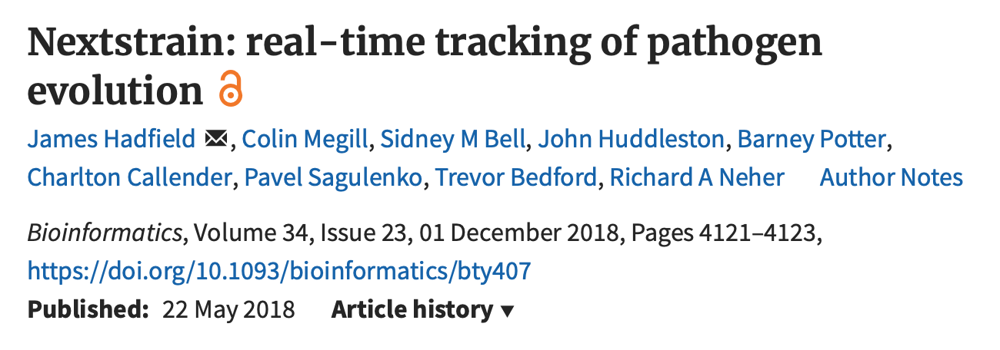 Nextstrain: real-time tracking of pathogen
evolution
James Hadfield, Colin Megill, Sidney M Bell, John Huddleston, Barney Potter,
Charlton Callender, Pavel Sagulenko, Trevor Bedford, Richard A Neher Author Notes
Bioinformatics, Volume 34, Issue 23, 01 December 2018, Pages 4121–4123,
https://doi.org/10.1093/bioinformatics/bty407
Published: 22 May 2018 Article history ▼